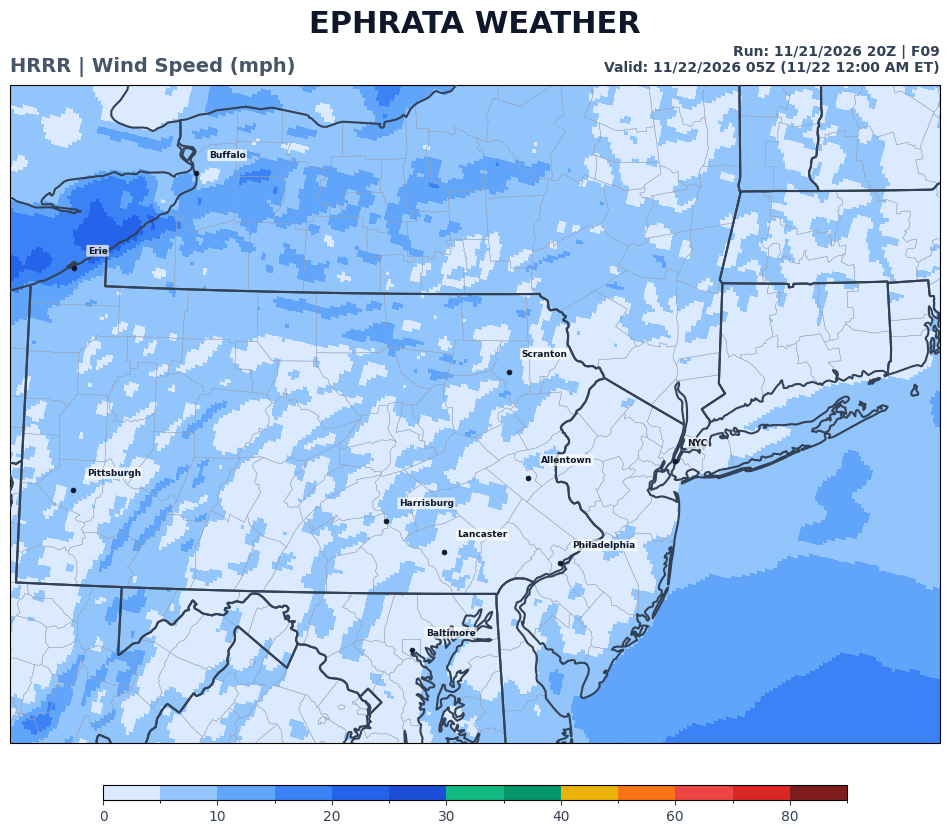 EPHRATA WEATHER
HRRR | Wind Speed (mph)
Run: 11/21/2026 20Z | F09
Valid: 11/22/2026 05Z (11/22 12:00 AM ET)
Buffalo
Erie
Scranton
NYC
Allentown
Pittsburgh
Harrisburg
Lancaster
Philadelphia
Baltimore
0 10 20 30 40 60 80